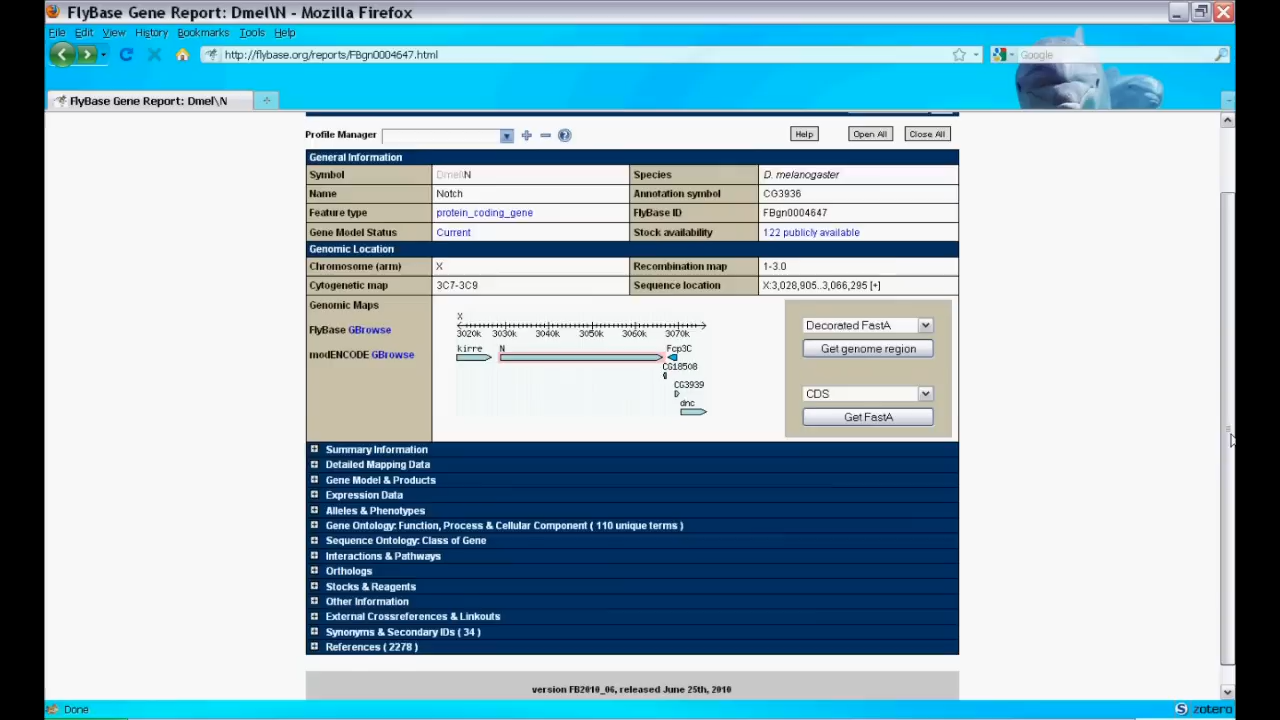 FlyBase Gene Report: Dmel\N - Mozilla Firefox
File Edit View History Bookmarks Tools Help
http://flybase.org/reports/FBgn0004647.html
Google
FlyBase Gene Report: Dmel\N
Profile Manager
Help Open All Close All
General Information
Symbol Dmel\N Species D. melanogaster
Name Notch Annotation symbol CG3936
Feature type protein_coding_gene FlyBase ID FBgn0004647
Gene Model Status Current Stock availability 122 publicly available
Genomic Location
Chromosome (arm) X Recombination map 1-3.0
Cytogenetic map 3C7-3C9 Sequence location X:3,028,905..3,066,295 [+]
Genomic Maps
FlyBase GBrowse
modENCODE GBrowse
X
3020k 3030k 3040k 3050k 3060k 3070k
kirre N Fcp3C
CG18508
CG3939
dnc
Decorated FastA
Get genome region
CDS
Get FastA
Summary Information
Detailed Mapping Data
Gene Model & Products
Expression Data
Alleles & Phenotypes
Gene Ontology: Function, Process & Cellular Component ( 110 unique terms )
Sequence Ontology: Class of Gene
Interactions & Pathways
Orthologs
Stocks & Reagents
Other Information
External Crossreferences & Linkouts
Synonyms & Secondary IDs ( 34 )
References ( 2278 )
version FB2010_06, released June 25th, 2010
Done
zotero